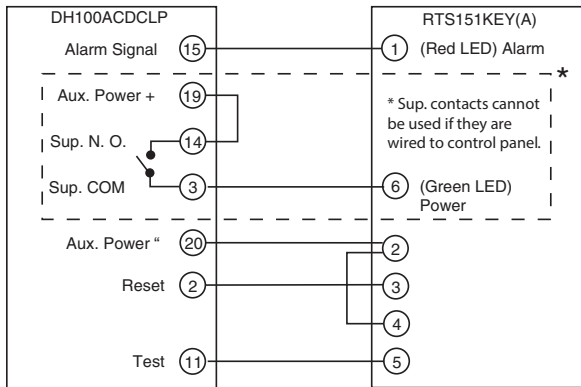 DH100ACDCLP RTS151KEY(A)
Alarm Signal 15 1 (Red LED) Alarm
*
Aux. Power + 19
* Sup. contacts cannot
be used if they are
wired to control panel.
Sup. N. O. 14
Sup. COM 3 6 (Green LED)
Power
Aux. Power “ 20 2
Reset 2 3
4
Test 11 5